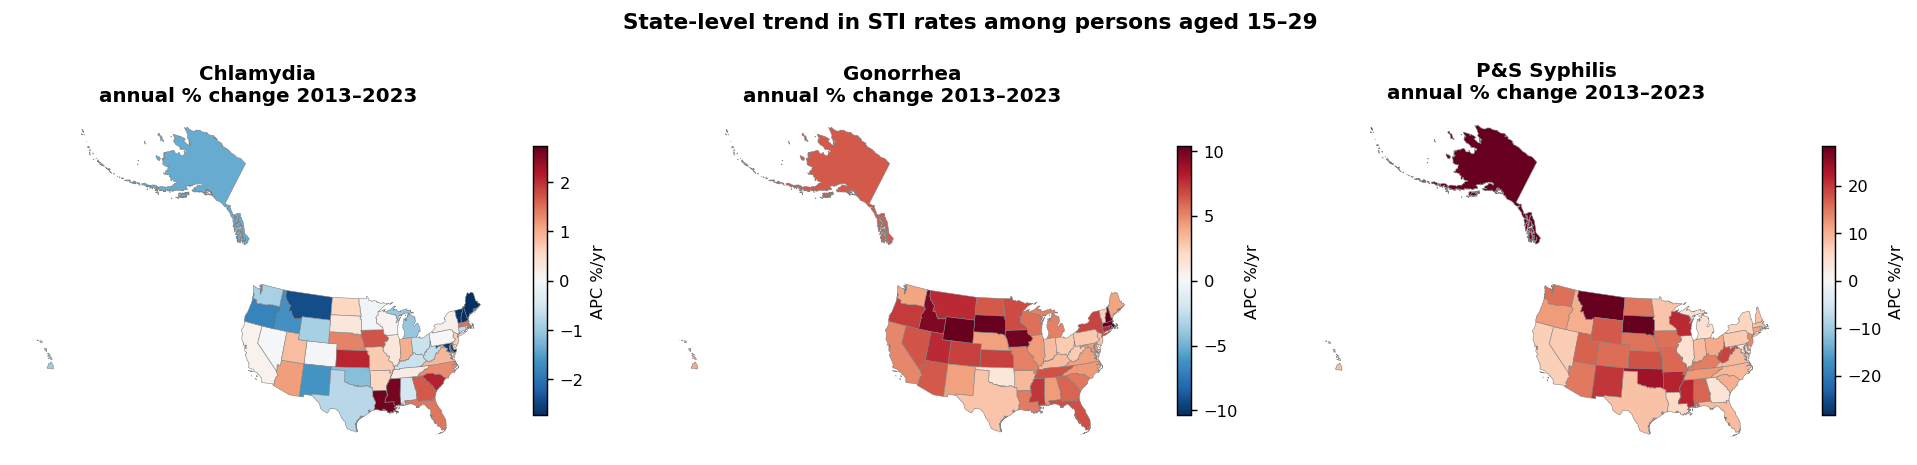 State-level trend in STI rates among persons aged 15–29
Chlamydia
annual % change 2013–2023
2
1
0
−1
−2
APC %/yr
Gonorrhea
annual % change 2013–2023
10
5
0
−5
−10
APC %/yr
P&S Syphilis
annual % change 2013–2023
20
10
0
−10
−20
APC %/yr